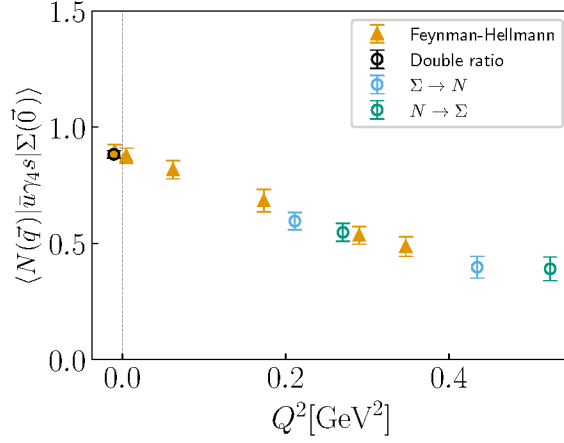 1.5
1.0
0.5
0.0
0.0 0.2 0.4
⟨N(q⃗)|ūγ₄s|Σ(0⃗)⟩
Q²[GeV²]
Feynman-Hellmann
Double ratio
Σ → N
N → Σ